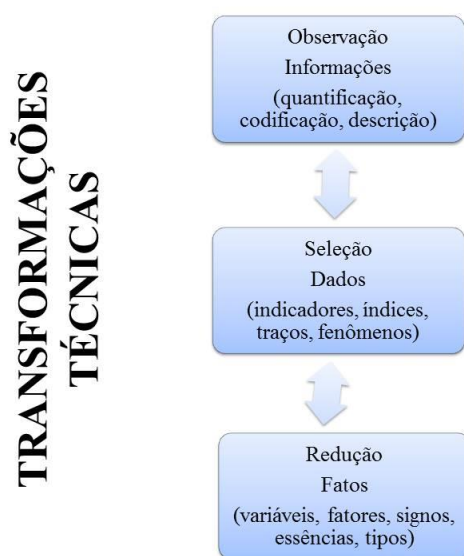 TRANSFORMAÇÕES
TÉCNICAS
Observação
Informações
(quantificação,
codificação, descrição)
Seleção
Dados
(indicadores, índices,
traços, fenômenos)
Redução
Fatos
(variáveis, fatores, signos,
essências, tipos)